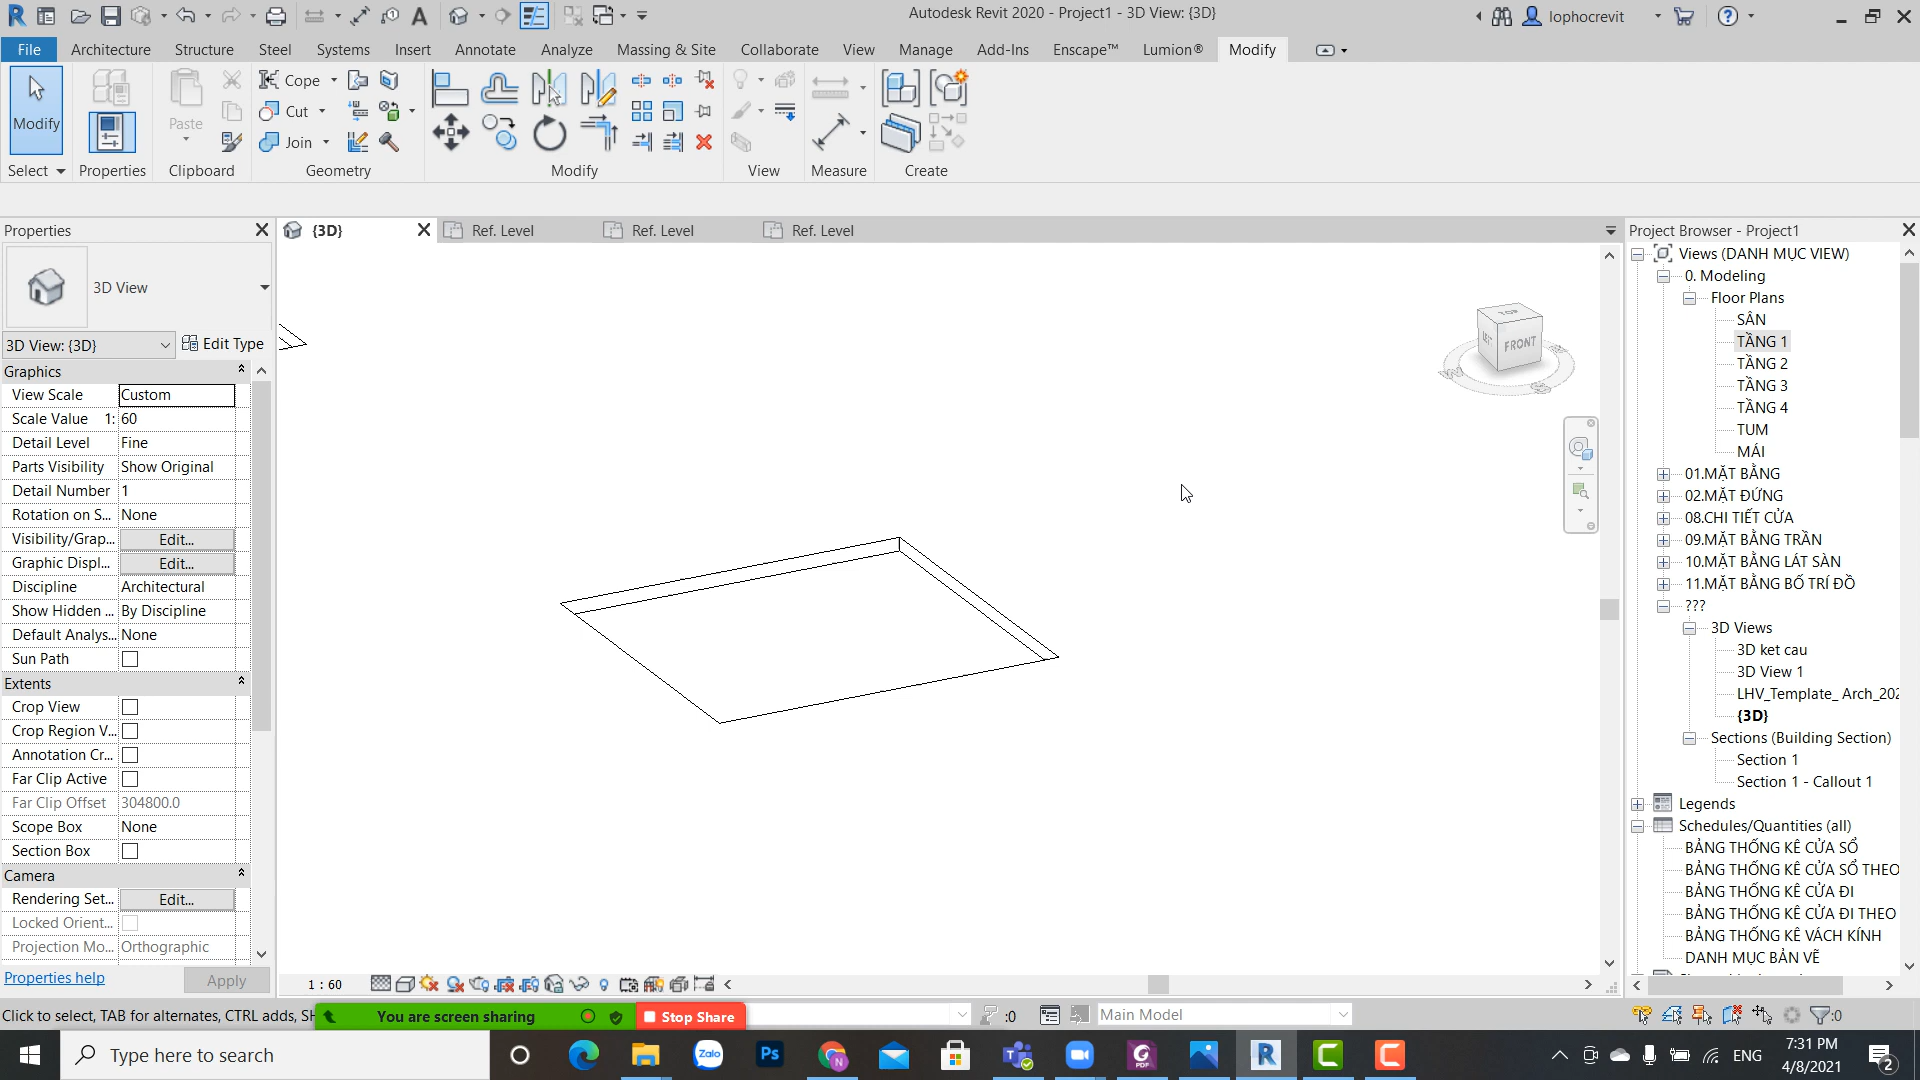 Autodesk Revit 2020 - Project1 - 3D View: {3D}
lophocrevit
File Architecture Structure Steel Systems Insert Annotate Analyze Massing & Site Collaborate View Manage Add-Ins Enscape™ Lumion® Modify
Modify
Paste
Cope
Cut
Join
Select Properties Clipboard Geometry Modify View Measure Create
Properties
{3D}
Ref. Level
Ref. Level
Ref. Level
Project Browser - Project1
3D View
3D View: {3D}
Edit Type
Graphics
View Scale Custom
Scale Value 1: 60
Detail Level Fine
Parts Visibility Show Original
Detail Number 1
Rotation on S... None
Visibility/Grap... Edit...
Graphic Displ... Edit...
Discipline Architectural
Show Hidden ... By Discipline
Default Analys... None
Sun Path
Extents
Crop View
Crop Region V...
Annotation Cr...
Far Clip Active
Far Clip Offset 304800.0
Scope Box None
Section Box
Camera
Rendering Set... Edit...
Locked Orient...
Projection Mo... Orthographic
Properties help
Apply
TOP
LEFT
FRONT
W
S
Views (DANH MỤC VIEW)
0. Modeling
Floor Plans
SÂN
TẦNG 1
TẦNG 2
TẦNG 3
TẦNG 4
TUM
MÁI
01.MẶT BẰNG
02.MẶT ĐỨNG
08.CHI TIẾT CỬA
09.MẶT BẰNG TRẦN
10.MẶT BẰNG LÁT SÀN
11.MẶT BẰNG BỐ TRÍ ĐỒ
???
3D Views
3D ket cau
3D View 1
LHV_Template_ Arch_202
{3D}
Sections (Building Section)
Section 1
Section 1 - Callout 1
Legends
Schedules/Quantities (all)
BẢNG THỐNG KÊ CỬA SỔ
BẢNG THỐNG KÊ CỬA SỔ THEO
BẢNG THỐNG KÊ CỬA ĐI
BẢNG THỐNG KÊ CỬA ĐI THEO
BẢNG THỐNG KÊ VÁCH KÍNH
DANH MỤC BẢN VẼ
1 : 60
Click to select, TAB for alternates, CTRL adds, SH
You are screen sharing
Stop Share
:0
Main Model
:0
Type here to search
Zalo
Ps
N
PDF
R
C
C
ENG
7:31 PM
4/8/2021
2